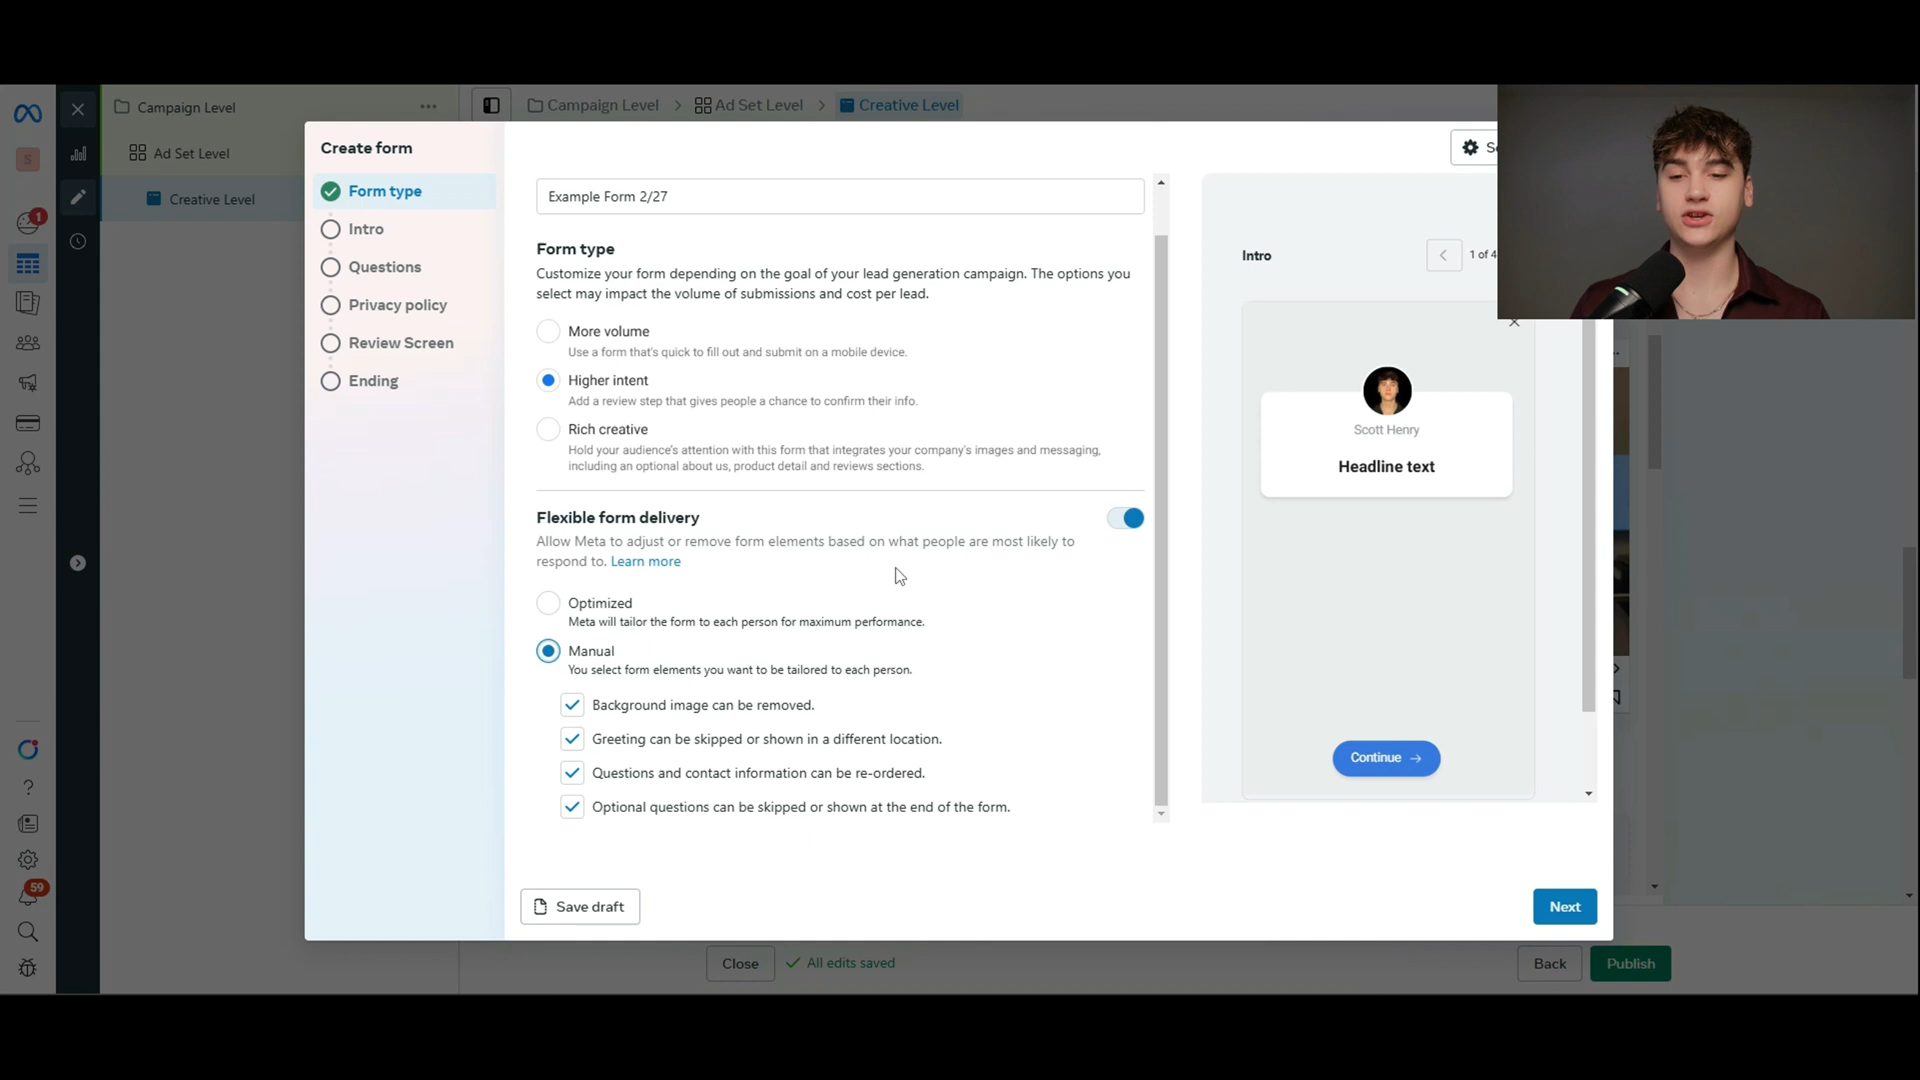 Campaign Level
Ad Set Level
Creative Level
Campaign Level
Ad Set Level
Creative Level
S
1
59
Create form
Form type
Intro
Questions
Privacy policy
Review Screen
Ending
Example Form 2/27
Form type
Customize your form depending on the goal of your lead generation campaign. The options you
select may impact the volume of submissions and cost per lead.
More volume
Use a form that's quick to fill out and submit on a mobile device.
Higher intent
Add a review step that gives people a chance to confirm their info.
Rich creative
Hold your audience's attention with this form that integrates your company's images and messaging,
including an optional about us, product detail and reviews sections.
Flexible form delivery
Allow Meta to adjust or remove form elements based on what people are most likely to
respond to. Learn more
Optimized
Meta will tailor the form to each person for maximum performance.
Manual
You select form elements you want to be tailored to each person.
Background image can be removed.
Greeting can be skipped or shown in a different location.
Questions and contact information can be re-ordered.
Optional questions can be skipped or shown at the end of the form.
Intro
1 of 4
Scott Henry
Headline text
Continue
Save draft
Next
Close
All edits saved
Back
Publish